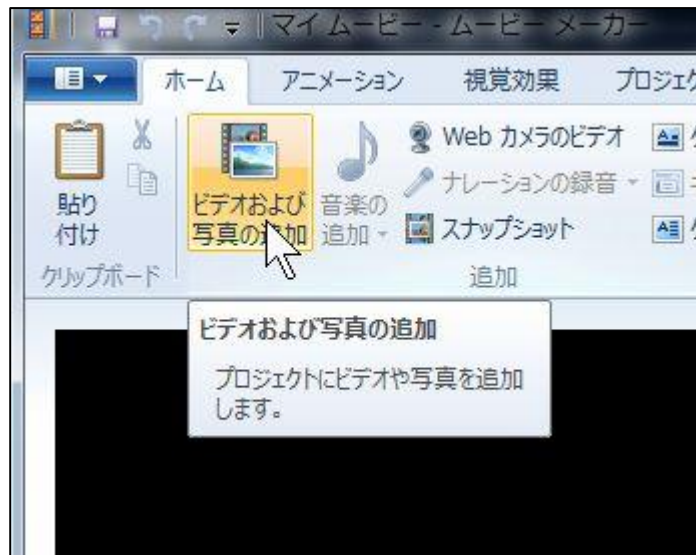 マイ ムービー - ムービー メーカー
ホーム アニメーション 視覚効果 プロジェク
貼り
付け
ビデオおよび
写真の追加
音楽の
追加
Web カメラのビデオ
ナレーションの録音
スナップショット
クリップボード
追加
ビデオおよび写真の追加
プロジェクトにビデオや写真を追加
します。